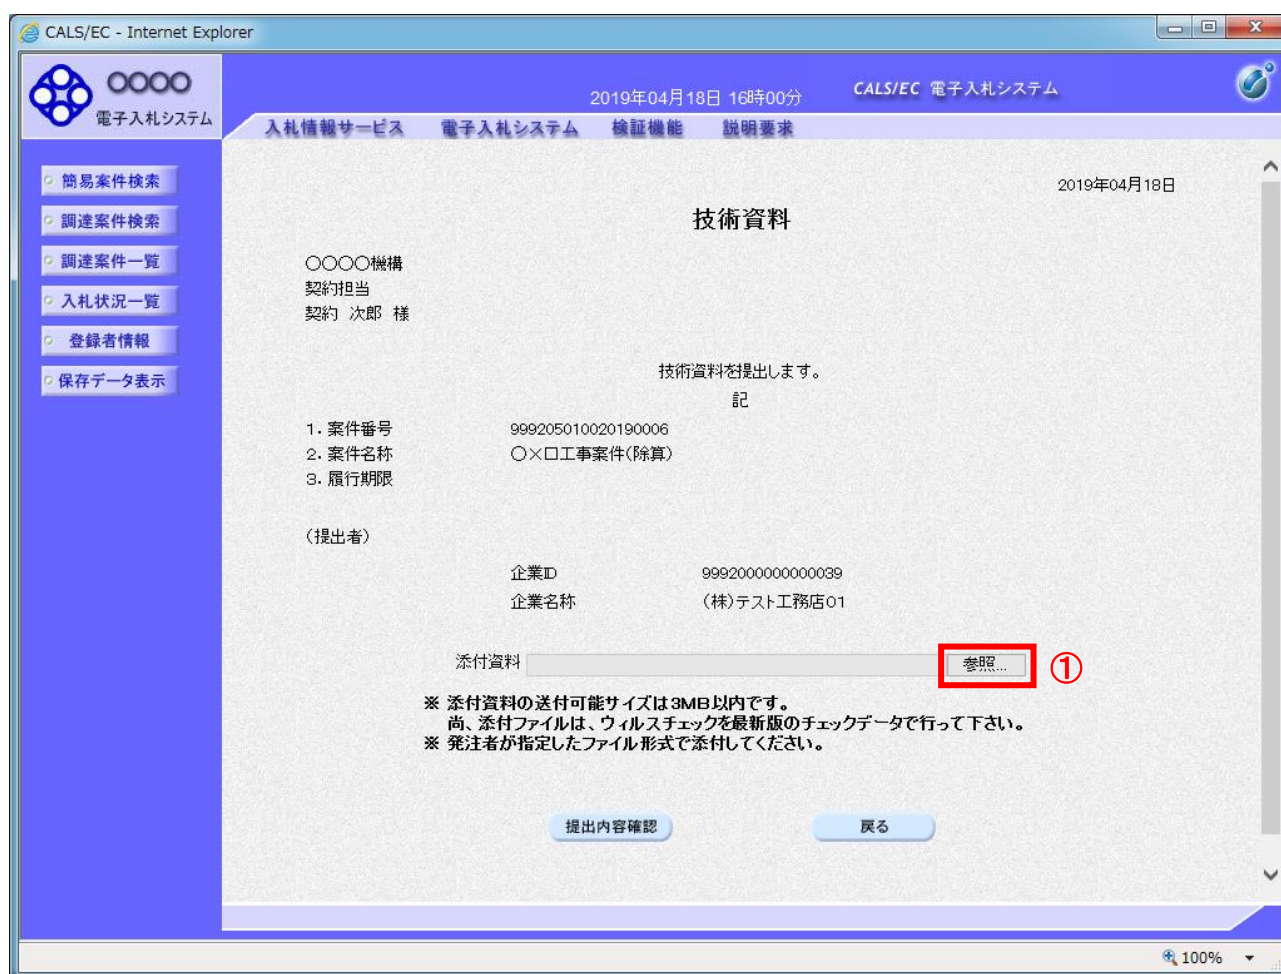 CALS/EC - Internet Explorer
〇〇〇〇
電子入札システム
2019年04月18日 16時00分
CALS/EC 電子入札システム
入札情報サービス 電子入札システム 検証機能 説明要求
簡易案件検索
調達案件検索
調達案件一覧
入札状況一覧
登録者情報
保存データ表示
2019年04月18日
技術資料
〇〇〇〇機構
契約担当
契約 次郎 様
技術資料を提出します。
記
1. 案件番号 999205010020190006
2. 案件名称 〇×口工事案件(除算)
3. 履行期限
(提出者)
企業ID 9992000000000039
企業名称 (株)テスト工務店01
添付資料 参照... ①
※ 添付資料の送付可能サイズは3MB以内です。
尚、添付ファイルは、ウィルスチェックを最新版のチェックデータで行って下さい。
※ 発注者が指定したファイル形式で添付してください。
提出内容確認 戻る
100%